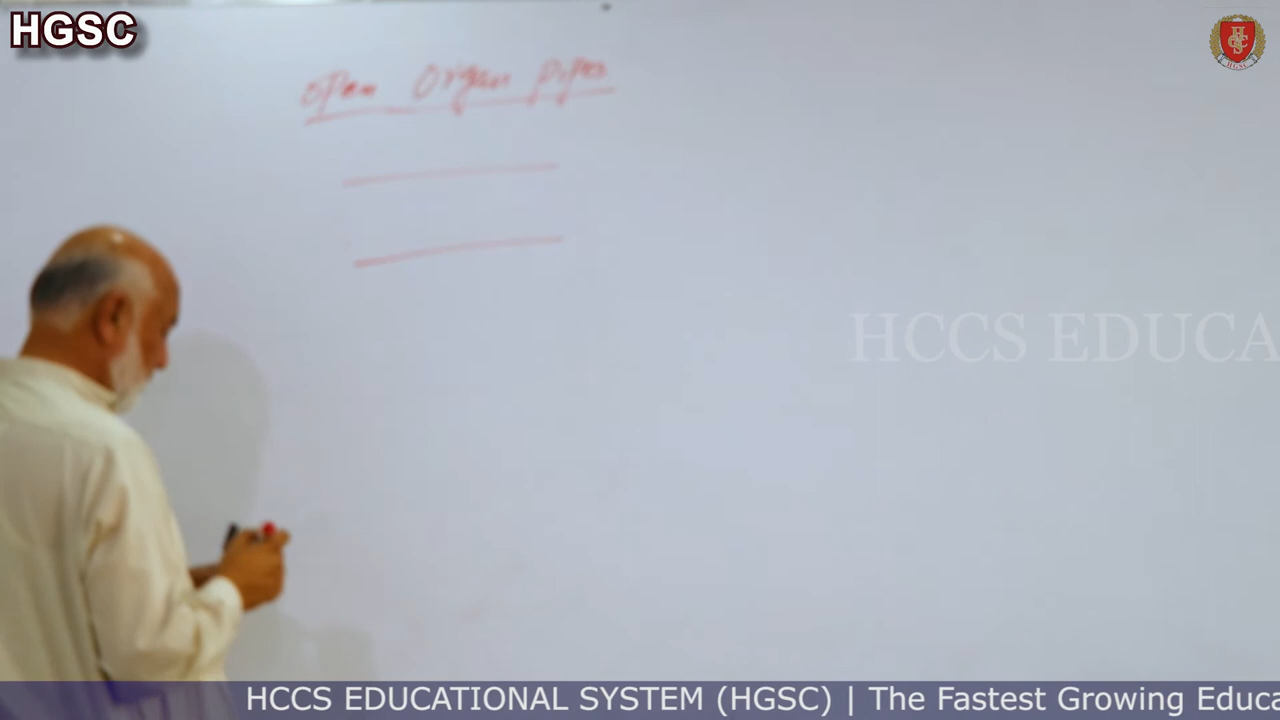 HGSC
open Organ pipes
HCCS EDUCA
HCCS EDUCATIONAL SYSTEM (HGSC) | The Fastest Growing Educa